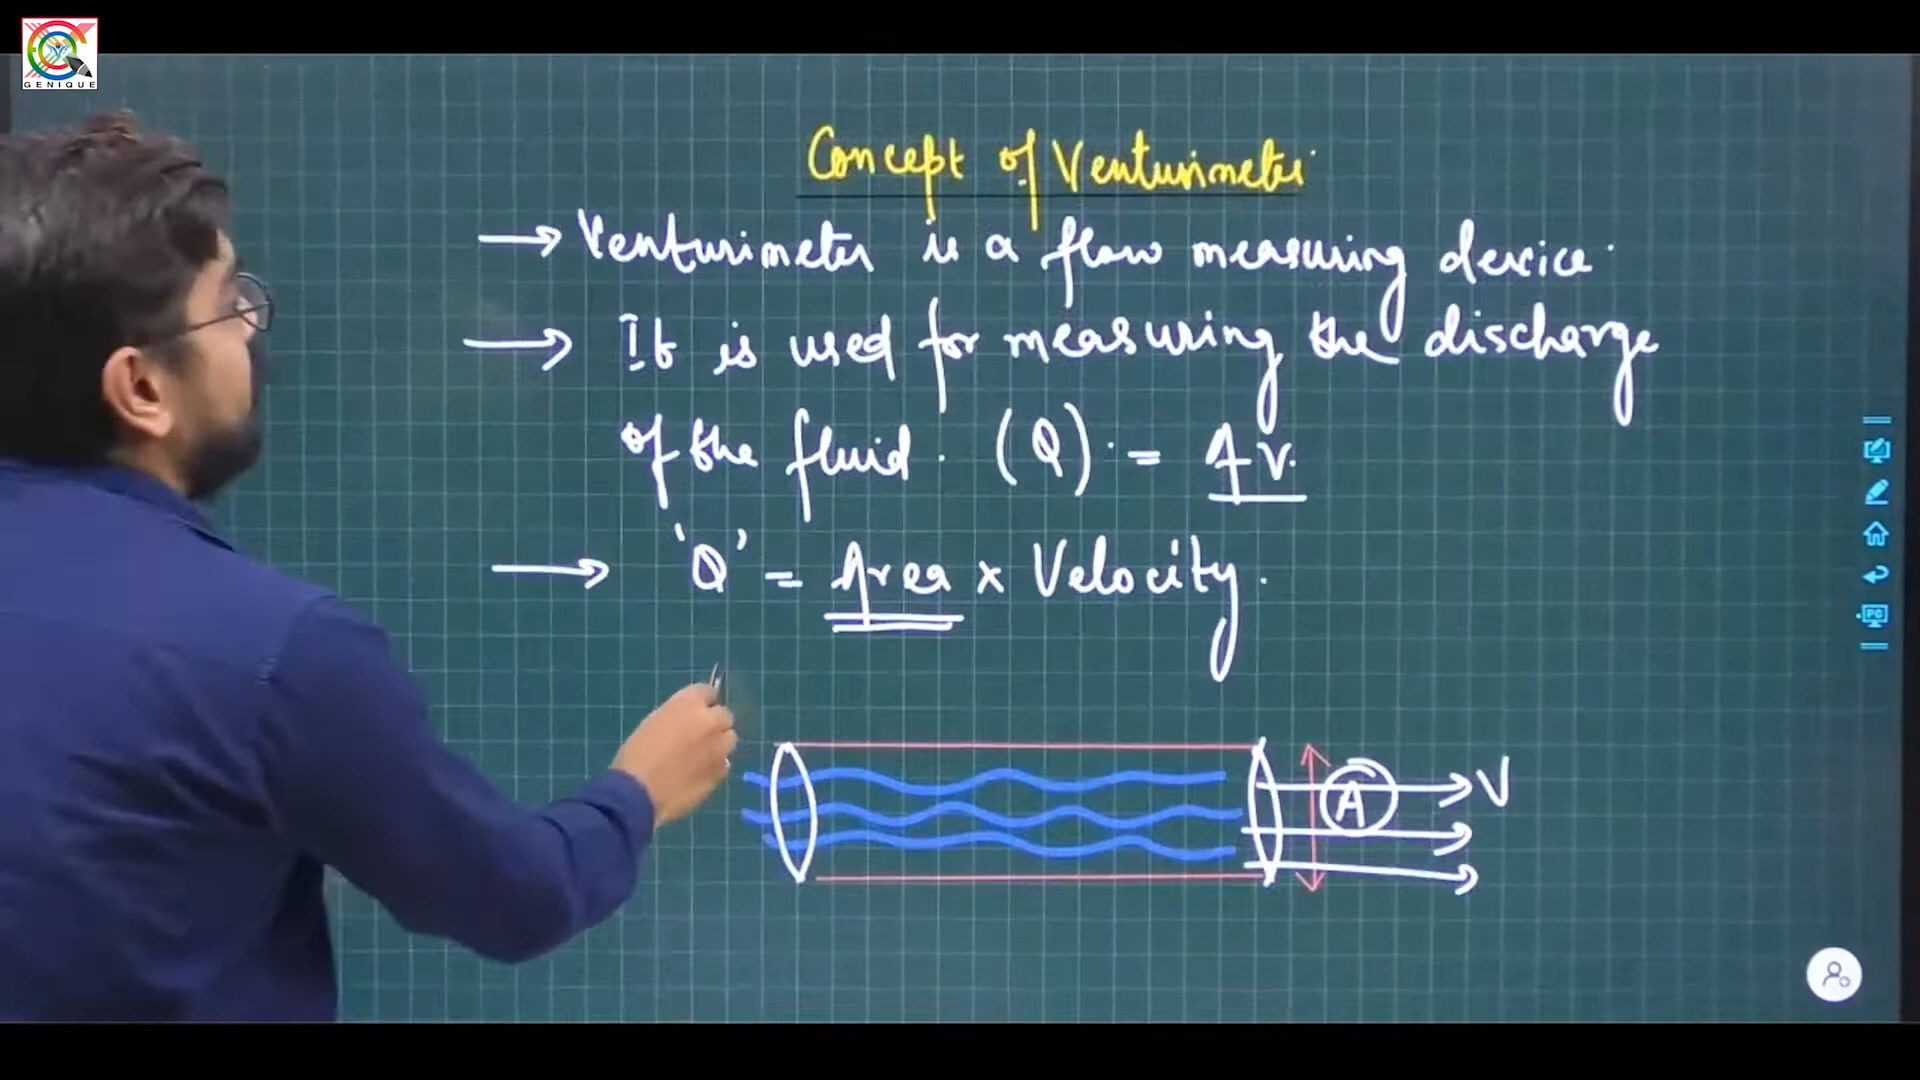 GENIQUE
Concept of Venturimeter
→ Venturimeter is a flow measuring device.
→ It is used for measuring the discharge
of the fluid. (Q). = AV.
→ 'Q' = Area x Velocity.
A
V
PC